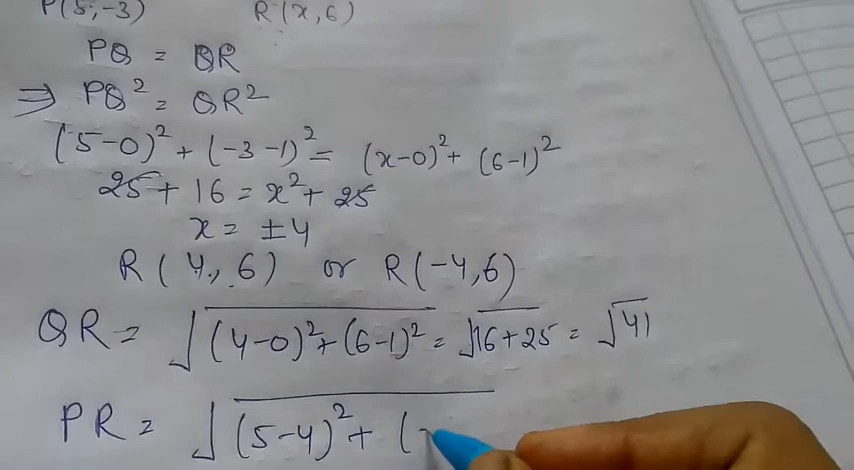 P(5,-3) R(x,6)
PQ = QR
⇒ PQ² = QR²
(5-0)² + (-3-1)² = (x-0)² + (6-1)²
25 + 16 = x² + 25
x = ±4
R(4,6) or R(-4,6)
QR = √(4-0)²+(6-1)² = √16+25 = √41
PR = √(5-4)²+(-